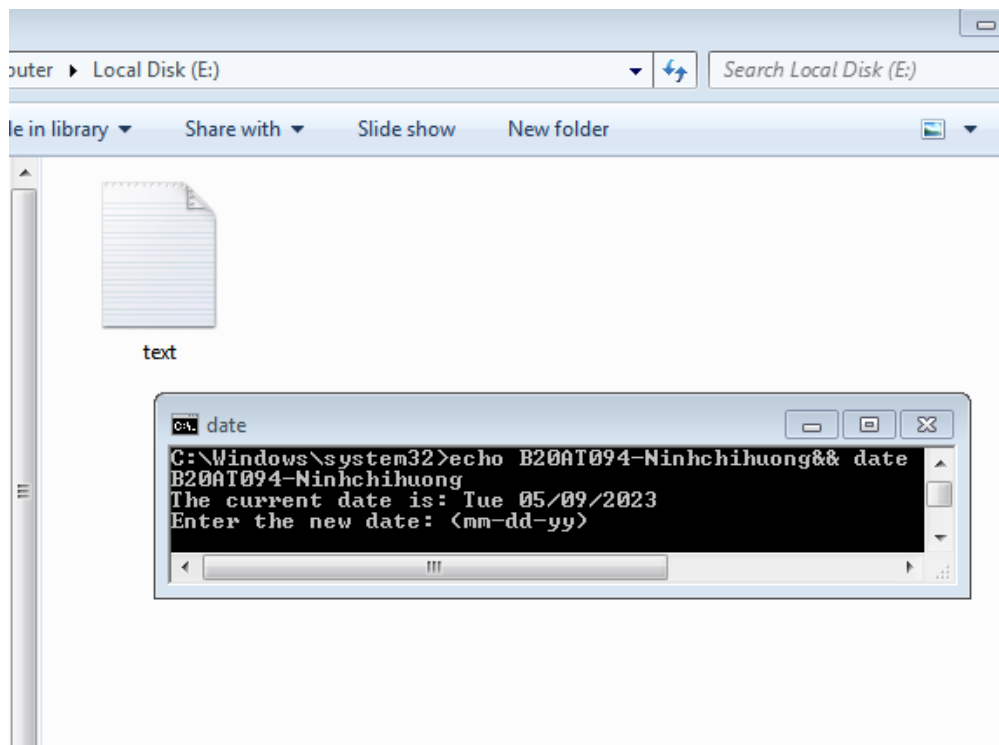 Local Disk (E:)
Search Local Disk (E:)
in library
Share with
Slide show
New folder
text
date
C:\Windows\system32>echo B20AT094-Ninhchihuong&& date
B20AT094-Ninhchihuong
The current date is: Tue 05/09/2023
Enter the new date: (mm-dd-yy)